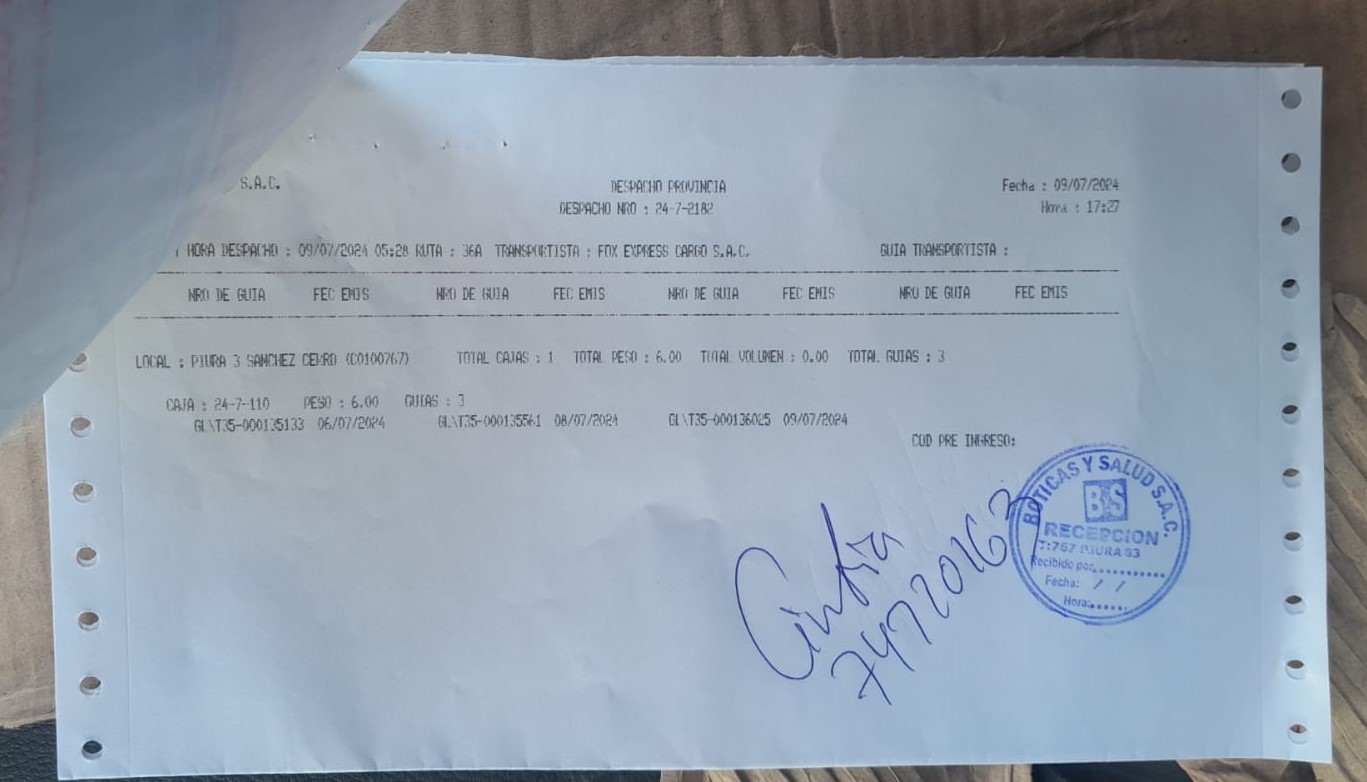 S.A.C.
DESPACHO PROVINCIA
Fecha : 09/07/2024
DESPACHO NRO : 24-7-2182
Hora : 17:27
HORA DESPACHO : 09/07/2024 05:28 RUTA : 36A TRANSPORTISTA : FOX EXPRESS CARGO S.A.C. GUIA TRANSPORTISTA :
NRO DE GUIA FEC EMIS NRO DE GUIA FEC EMIS NRO DE GUIA FEC EMIS NRO DE GUIA FEC EMIS
LOCAL : PIURA 3 SANCHEZ CERRO (C0100767) TOTAL CAJAS : 1 TOTAL PESO : 6.00 TOTAL VOLUMEN : 0.00 TOTAL GUIAS : 3
CAJA : 24-7-110 PESO : 6.00 GUIAS : 3
GL\T35-000135133 06/07/2024 GL\T35-000135561 08/07/2024 GL\T35-000136025 09/07/2024
COD PRE INGRESO:
BOTICAS Y SALUD S.A.C.
B&S
RECEPCION
T:767 PIURA 03
Recibido por..............
Fecha: / /
Hora:......
Cintia
74720163